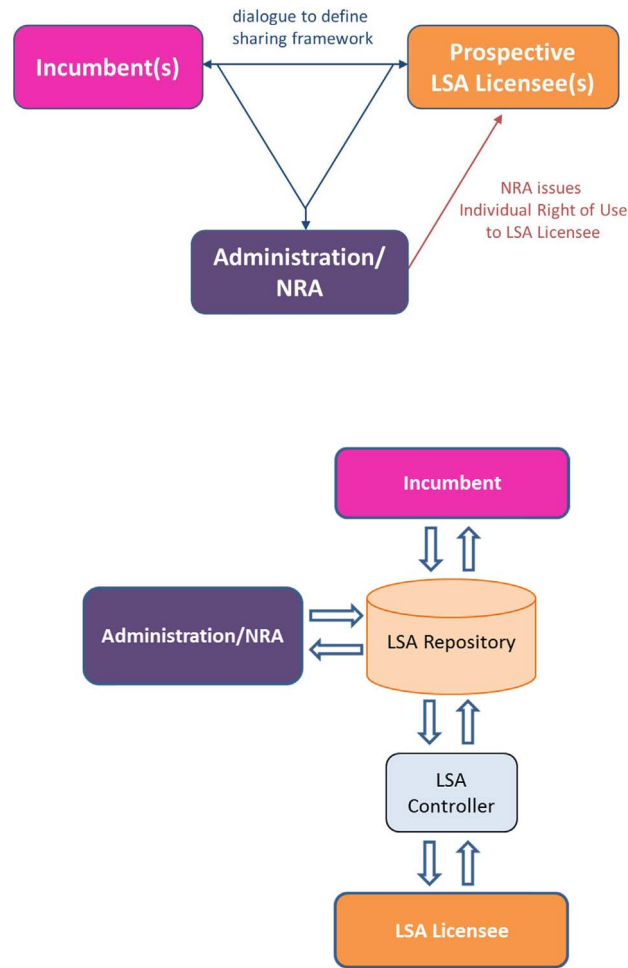 dialogue to define
sharing framework
Incumbent(s)
Prospective
LSA Licensee(s)
NRA issues
Individual Right of Use
to LSA Licensee
Administration/
NRA
Incumbent
Administration/NRA
LSA Repository
LSA
Controller
LSA Licensee